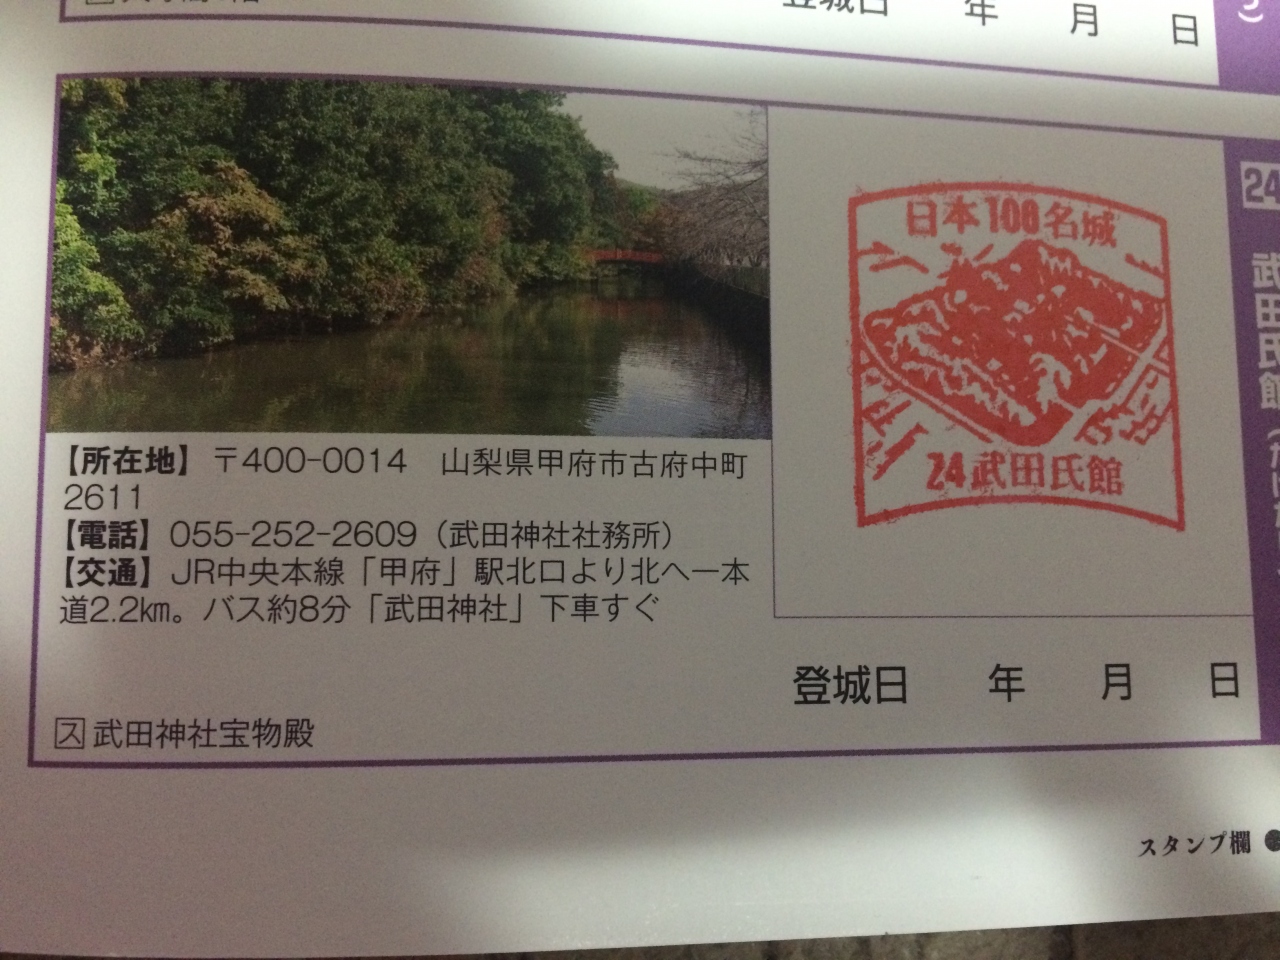 登城日 年 月 日
日本100名城
24武田氏館
【所在地】〒400-0014 山梨県甲府市古府中町
2611
【電話】055-252-2609（武田神社社務所）
【交通】JR中央本線「甲府」駅北口より北へ一本
道2.2㎞。バス約8分「武田神社」下車すぐ
登城日 年 月 日
ス 武田神社宝物殿
24 武田氏館
スタンプ欄